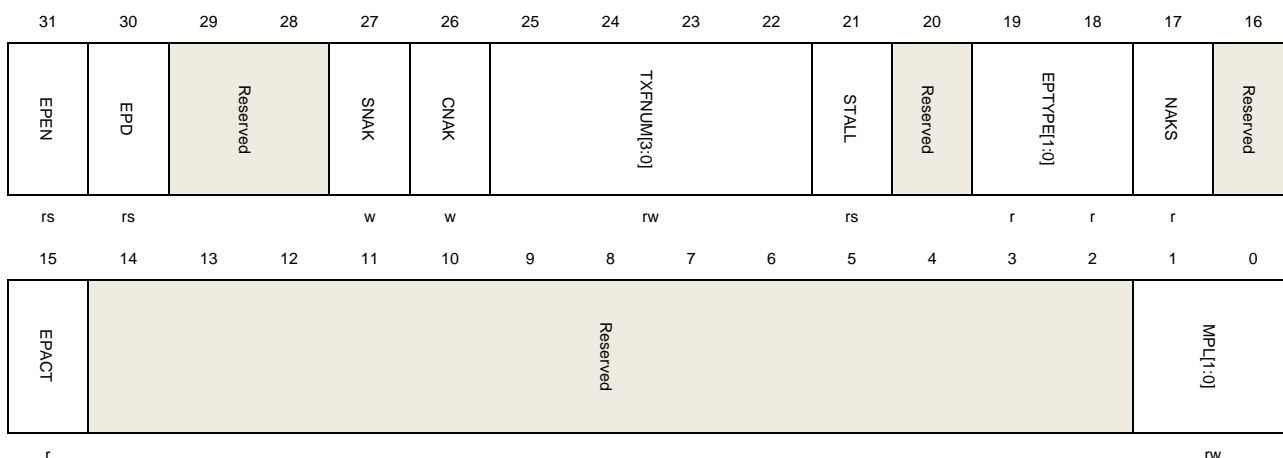 31 30 29 28 27 26 25 24 23 22 21 20 19 18 17 16
EPEN EPD Reserved SNAK CNAK TXFNUM[3:0] STALL Reserved EPTYPE[1:0] NAKS Reserved
rs rs w w rw rs r r r
15 14 13 12 11 10 9 8 7 6 5 4 3 2 1 0
EPACT Reserved MPL[1:0]
r rw